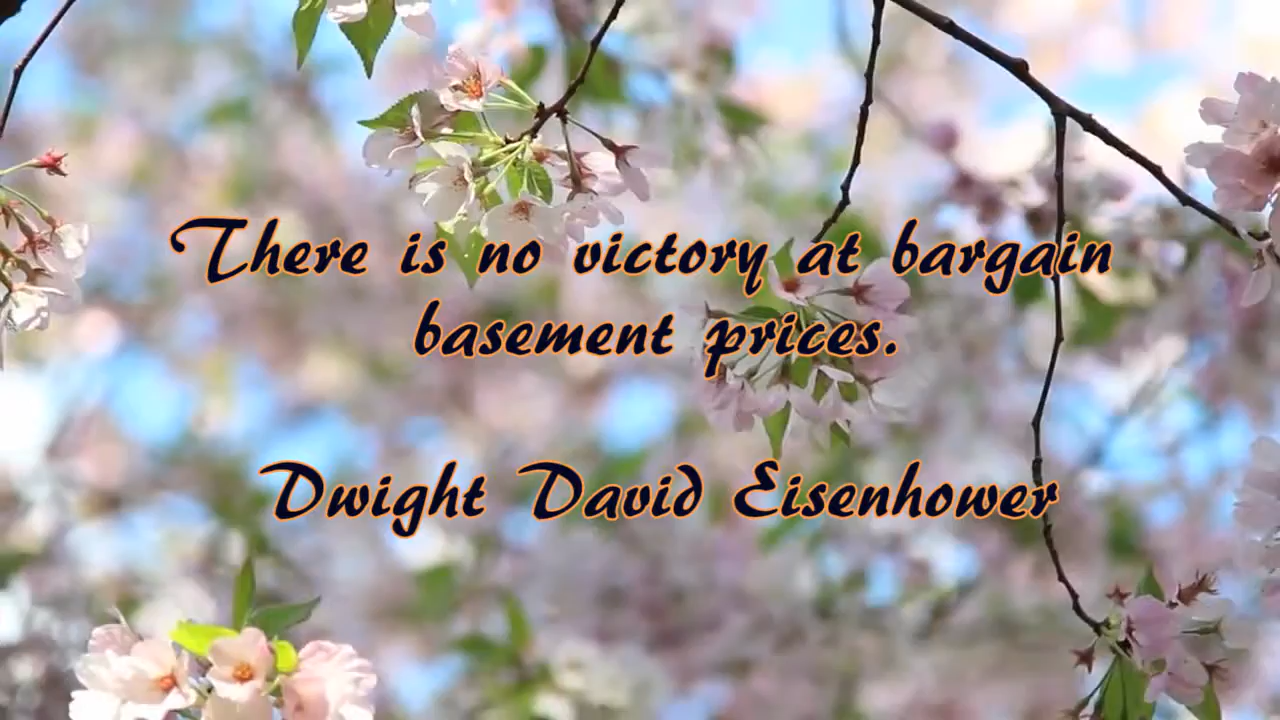 There is no victory at bargain
basement prices.
Dwight David Eisenhower